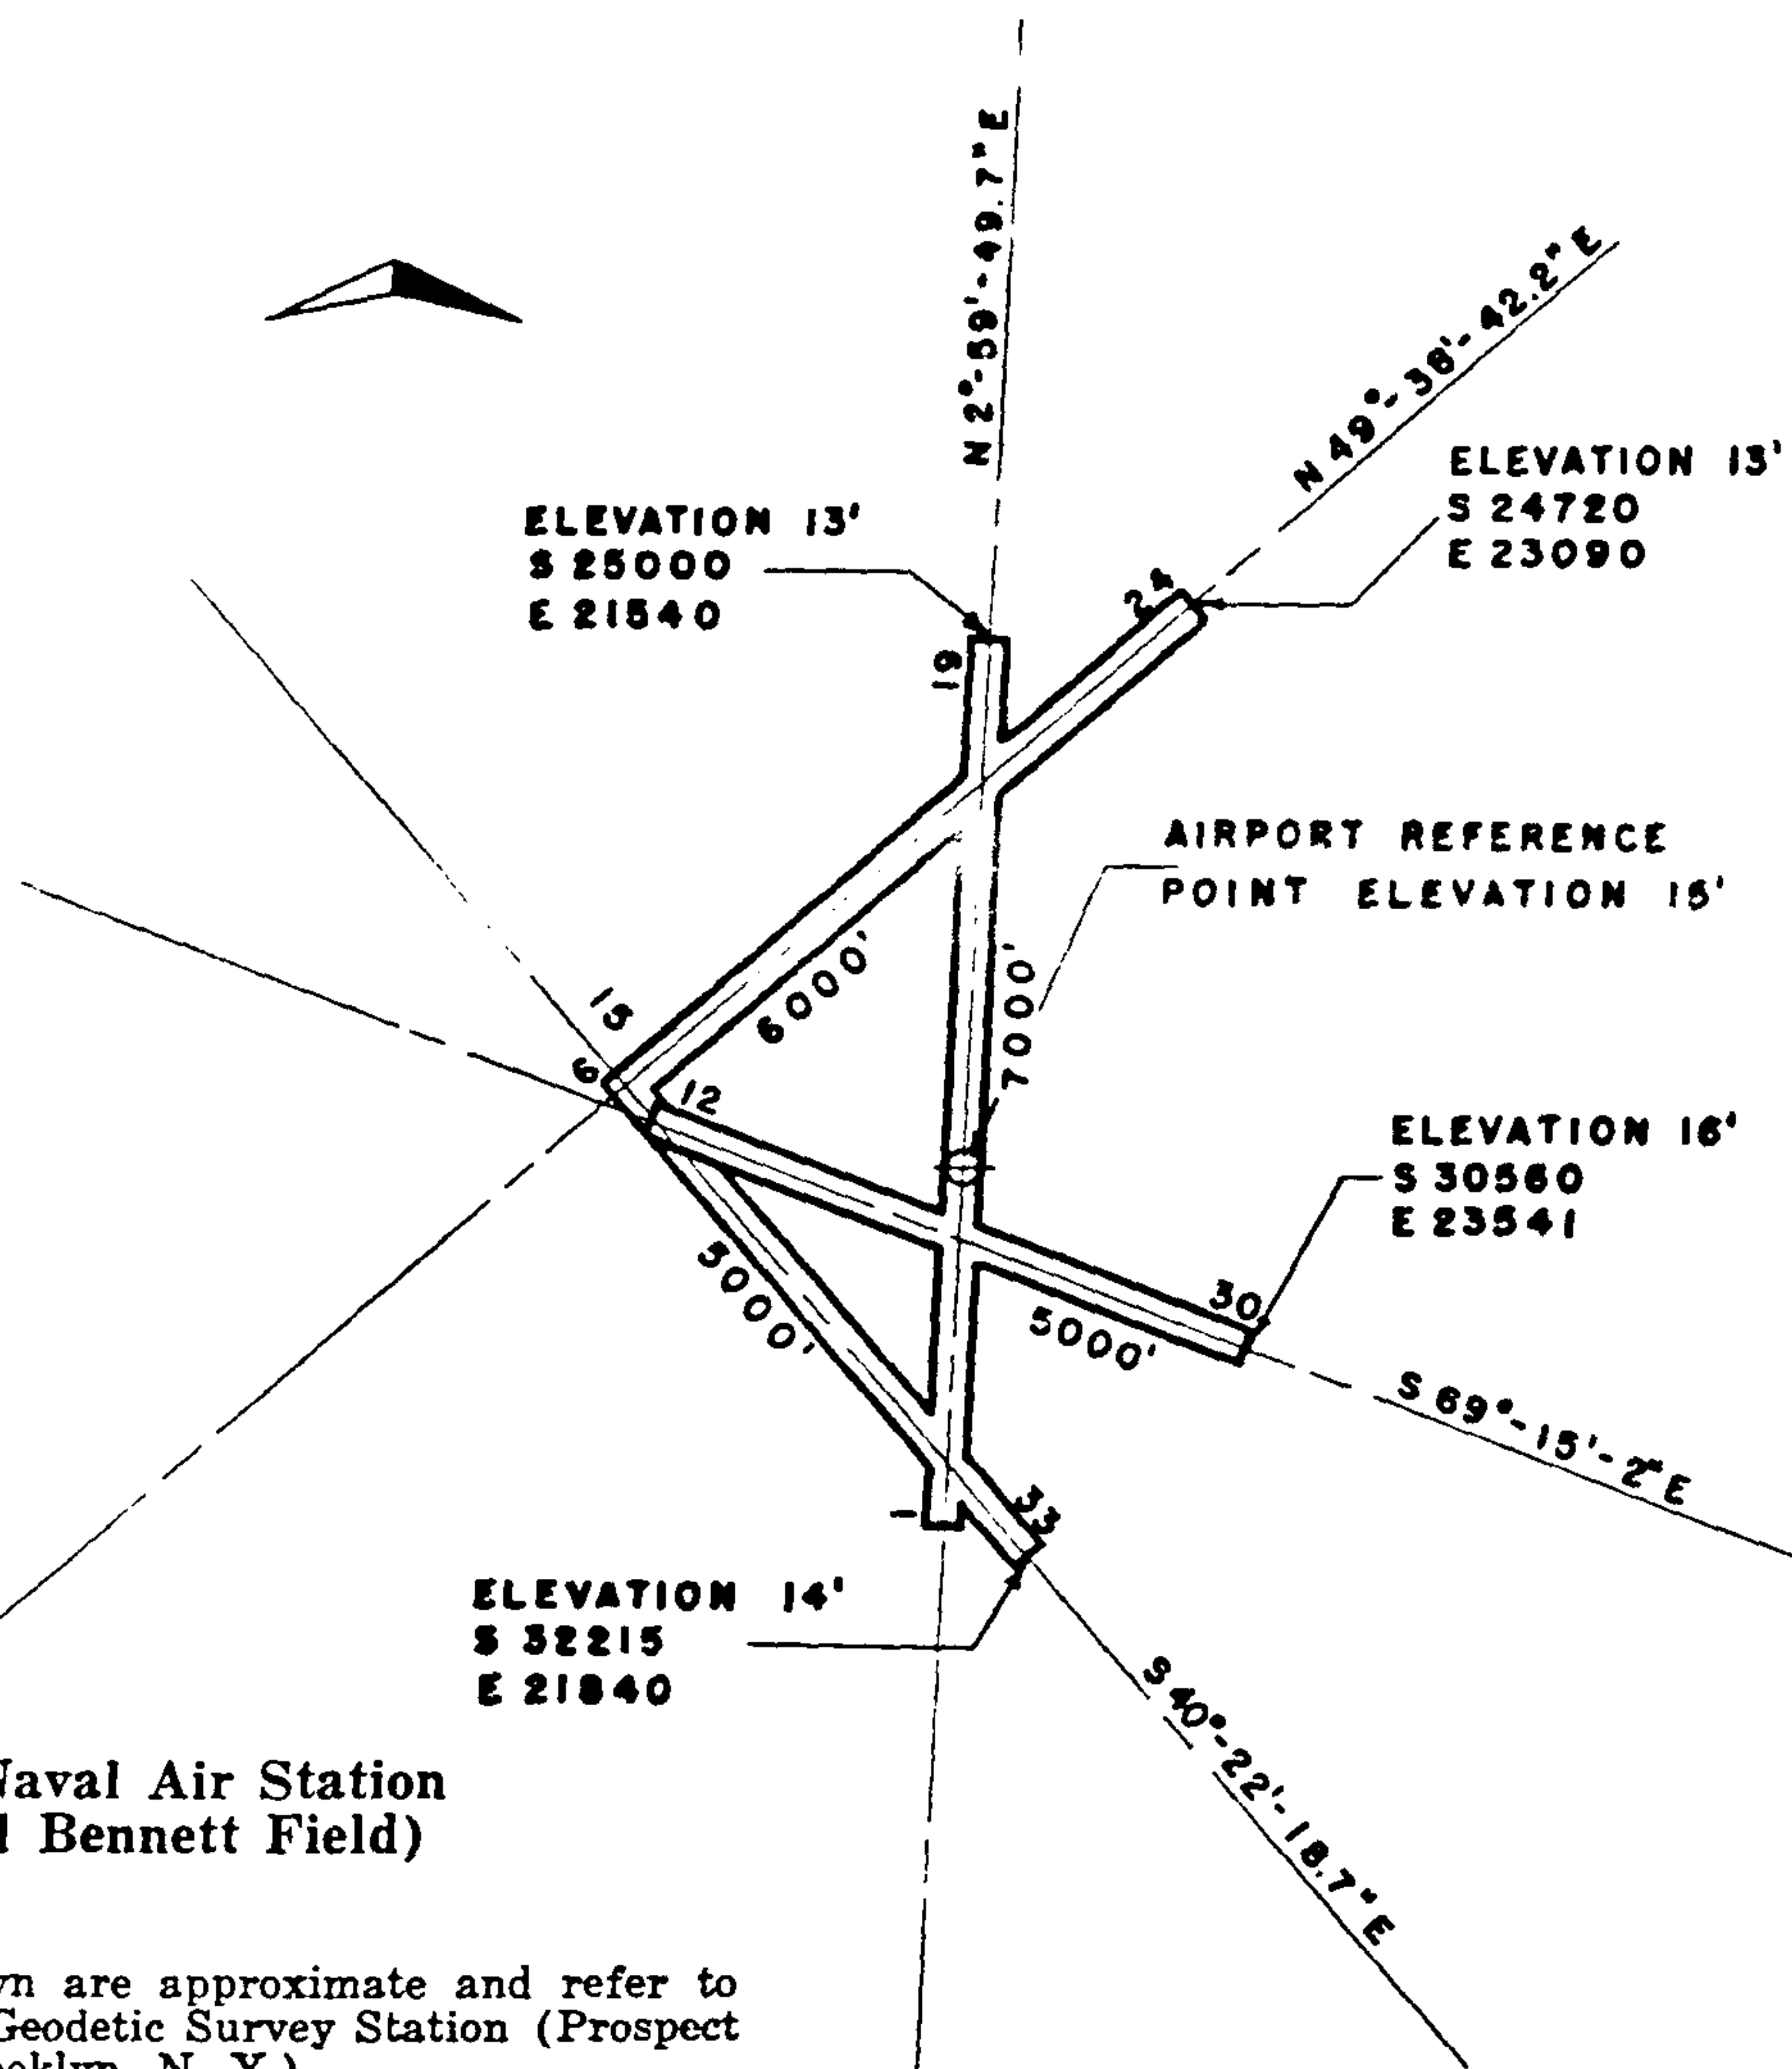 N 2°-59'-49.7" E
N 49°-36'-42.2" E
ELEVATION 13'
S 24720
E 23090
ELEVATION 13'
S 25000
E 21540
24
19
AIRPORT REFERENCE
POINT ELEVATION 15'
6000'
7000'
15
6
12
ELEVATION 16'
S 30560
E 23541
5000'
30
5000'
S 69°-15'-2" E
1
33
ELEVATION 14'
S 32215
E 21840
S 40°-22'-18.7" E
Naval Air Station
Bennett Field)
are approximate and refer to
Geodetic Survey Station (Prospect
N. Y.)